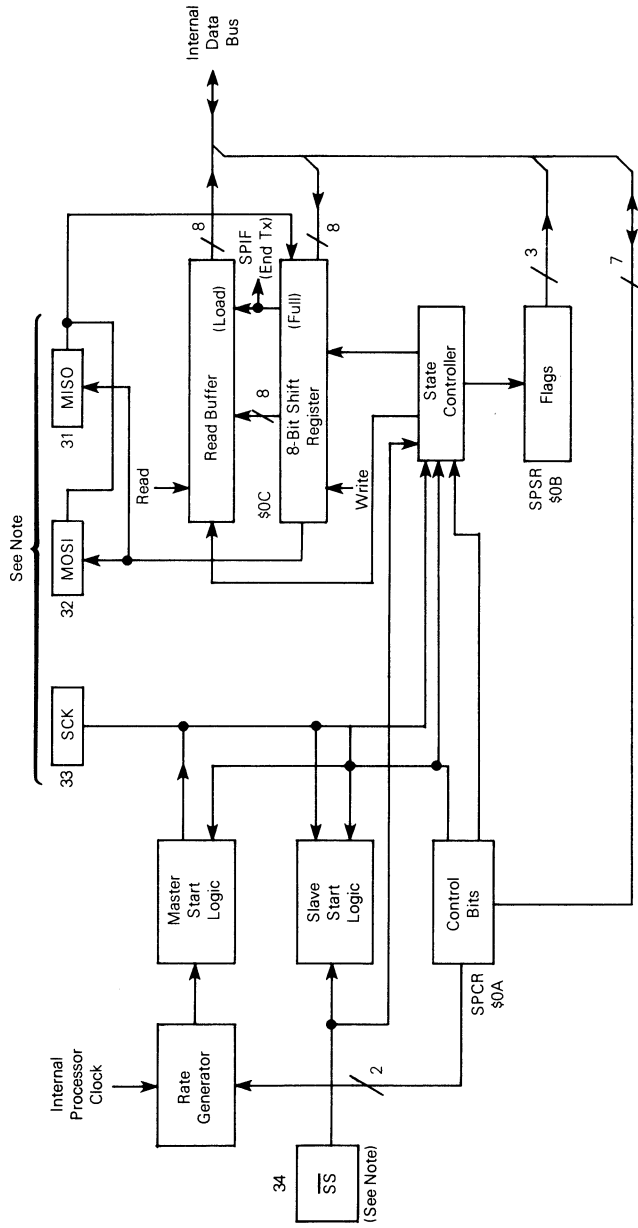 See Note
33
SCK
32
MOSI
31
MISO
Internal
Processor
Clock
Rate
Generator
Master
Start
Logic
Read
Read Buffer
(Load)
8
Internal
Data
Bus
8
SPIF
(End Tx)
$0C
8-Bit Shift
Register
(Full)
8
Write
34
SS
(See Note)
Slave
Start
Logic
State
Controller
2
SPCR
$0A
Control
Bits
SPSR
$0B
Flags
3
7